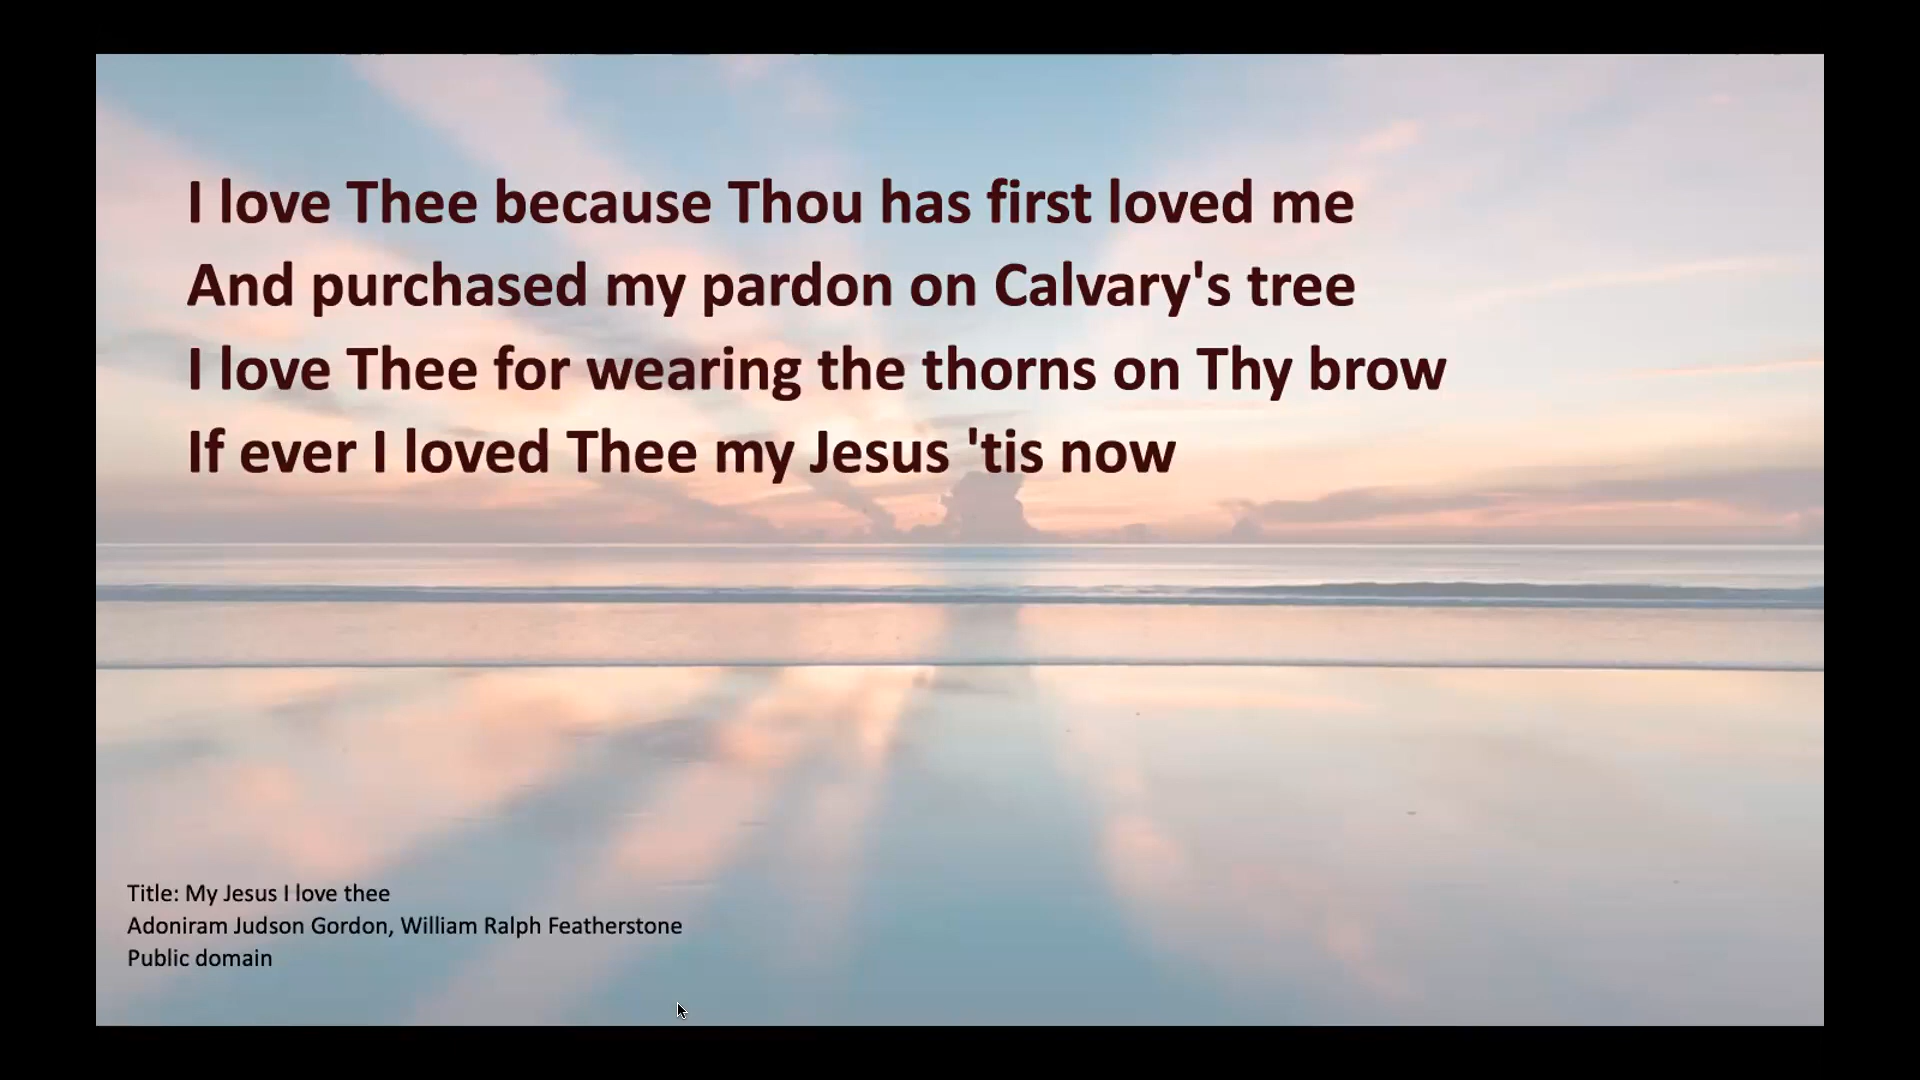 I love Thee because Thou has first loved me
And purchased my pardon on Calvary's tree
I love Thee for wearing the thorns on Thy brow
If ever I loved Thee my Jesus 'tis now
Title: My Jesus I love thee
Adoniram Judson Gordon, William Ralph Featherstone
Public domain